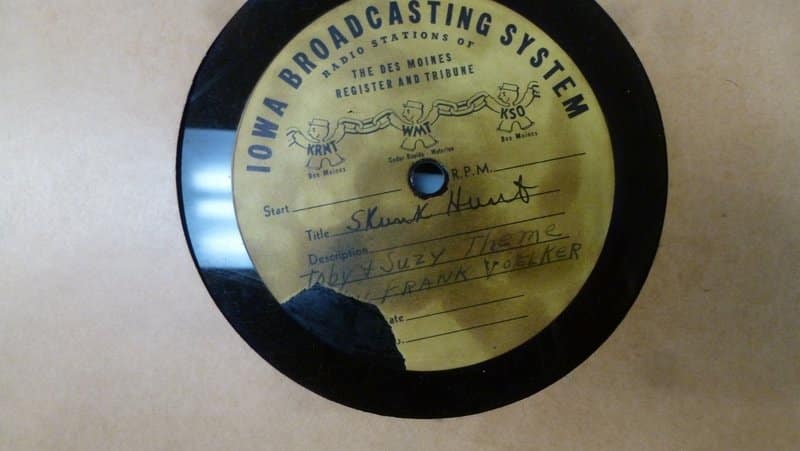 IOWA BROADCASTING SYSTEM
RADIO STATIONS OF
THE DES MOINES
REGISTER AND TRIBUNE
KRNT WMT KSO
Des Moines Cedar Rapids - Waterloo Des Moines
R.P.M.
Start
Title Skunk Hunt
Description
Toby & Suzy Theme
FRANK VOELKER
ate
o.